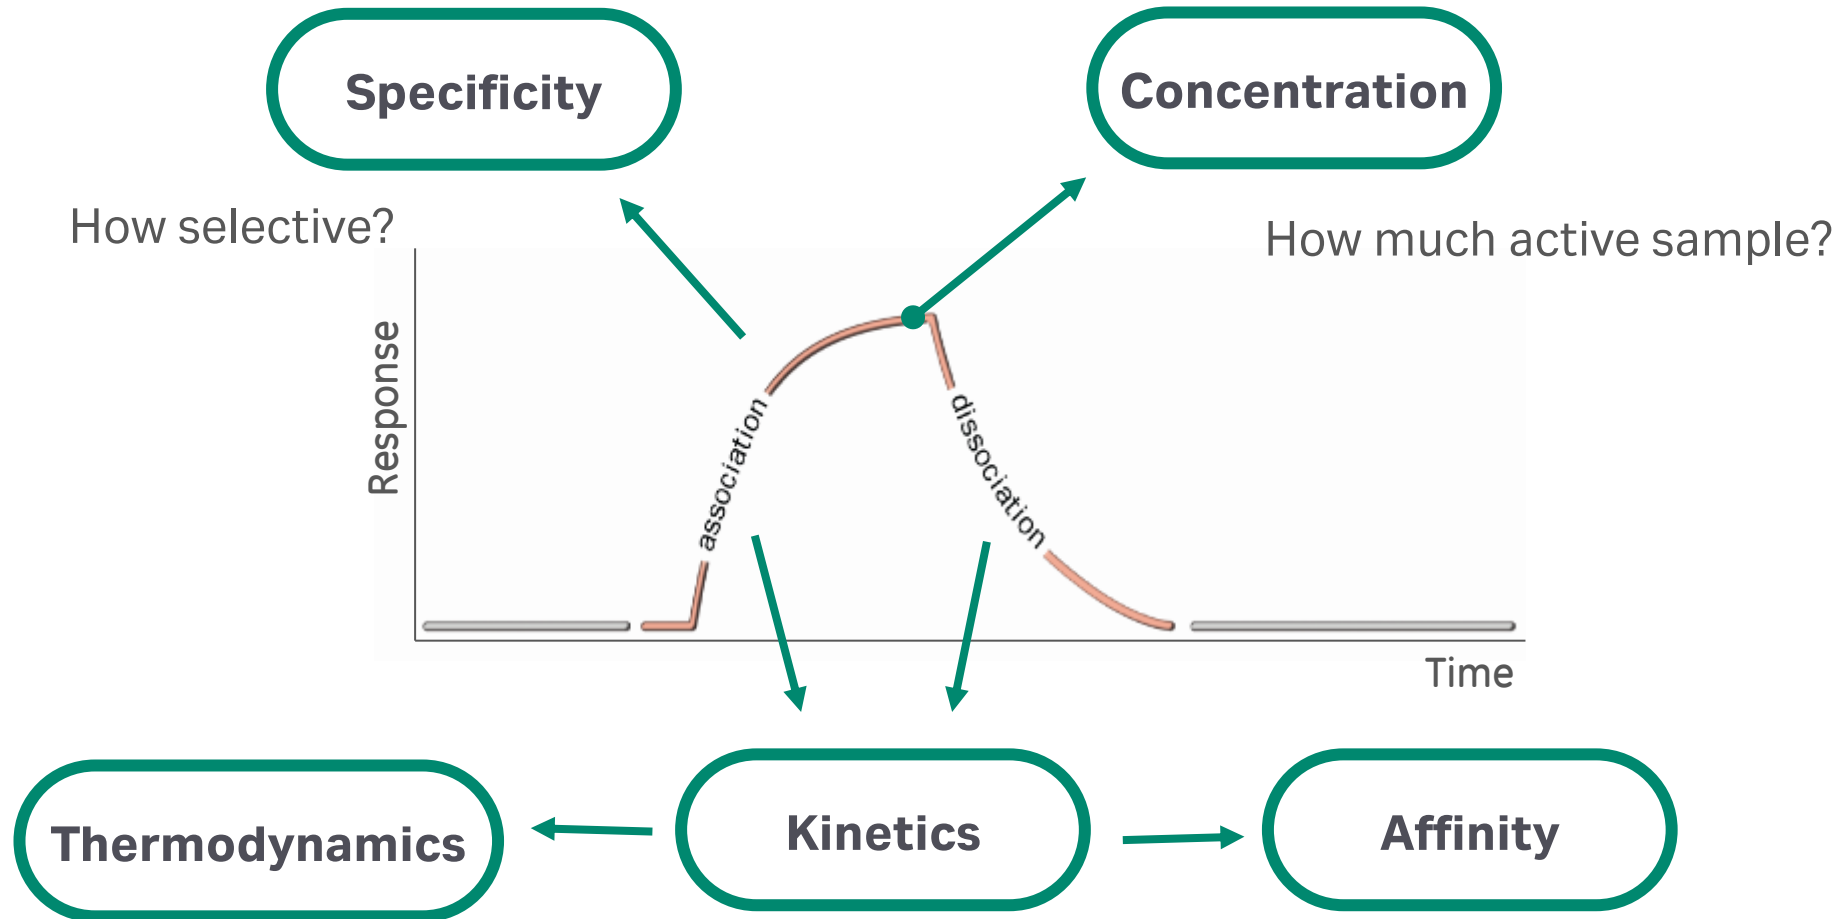 Specificity
Concentration
How selective?
How much active sample?
Response
association
dissociation
Time
Thermodynamics
Kinetics
Affinity